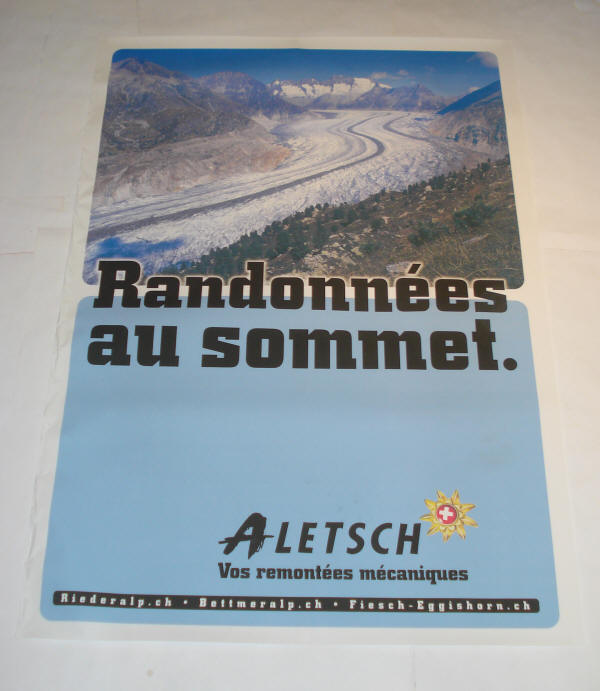 Randonnées
au sommet.
ALETSCH
Vos remontées mécaniques
Riederalp.ch • Bettmeralp.ch • Fiesch-Eggishorn.ch